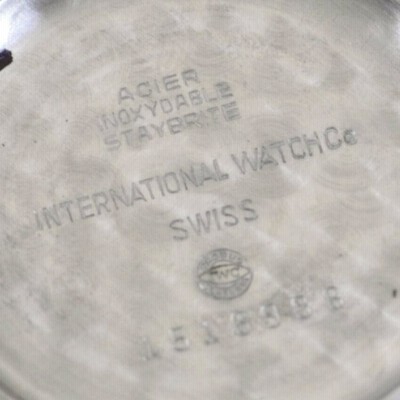 ACIER
INOXYDABLE
STAYBRITE
INTERNATIONAL WATCH Co
SWISS